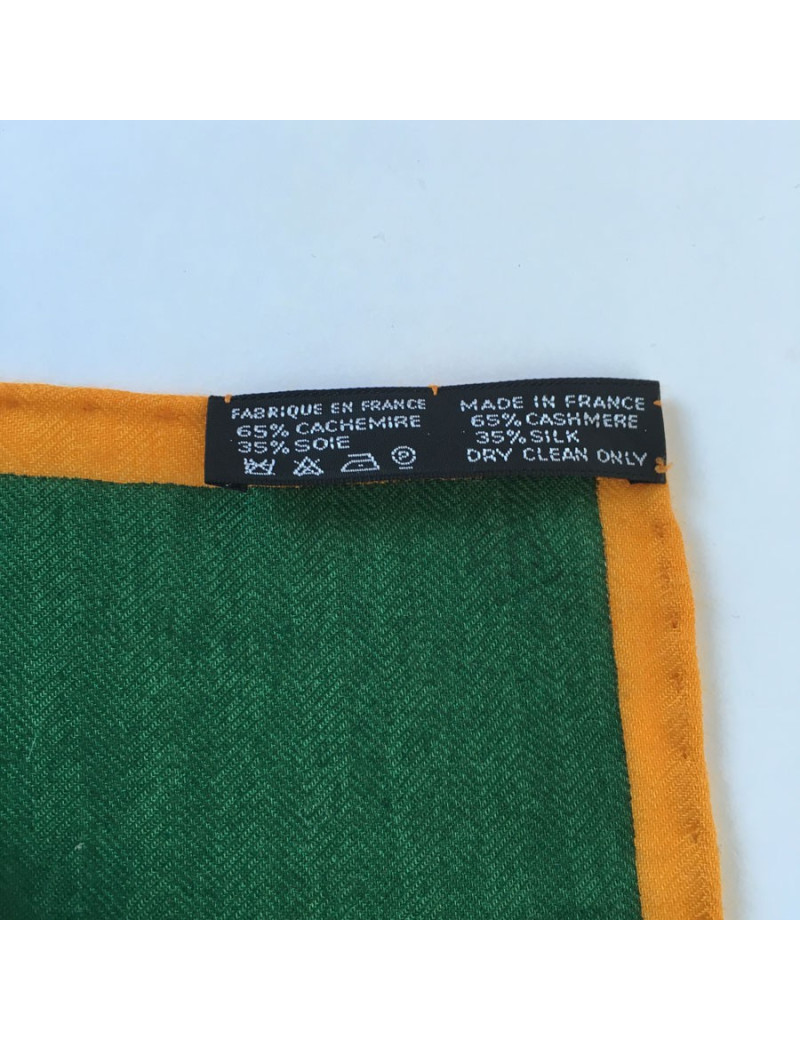 FABRIQUE EN FRANCE
65% CACHEMIRE
35% SOIE
P
MADE IN FRANCE
65% CASHMERE
35% SILK
DRY CLEAN ONLY